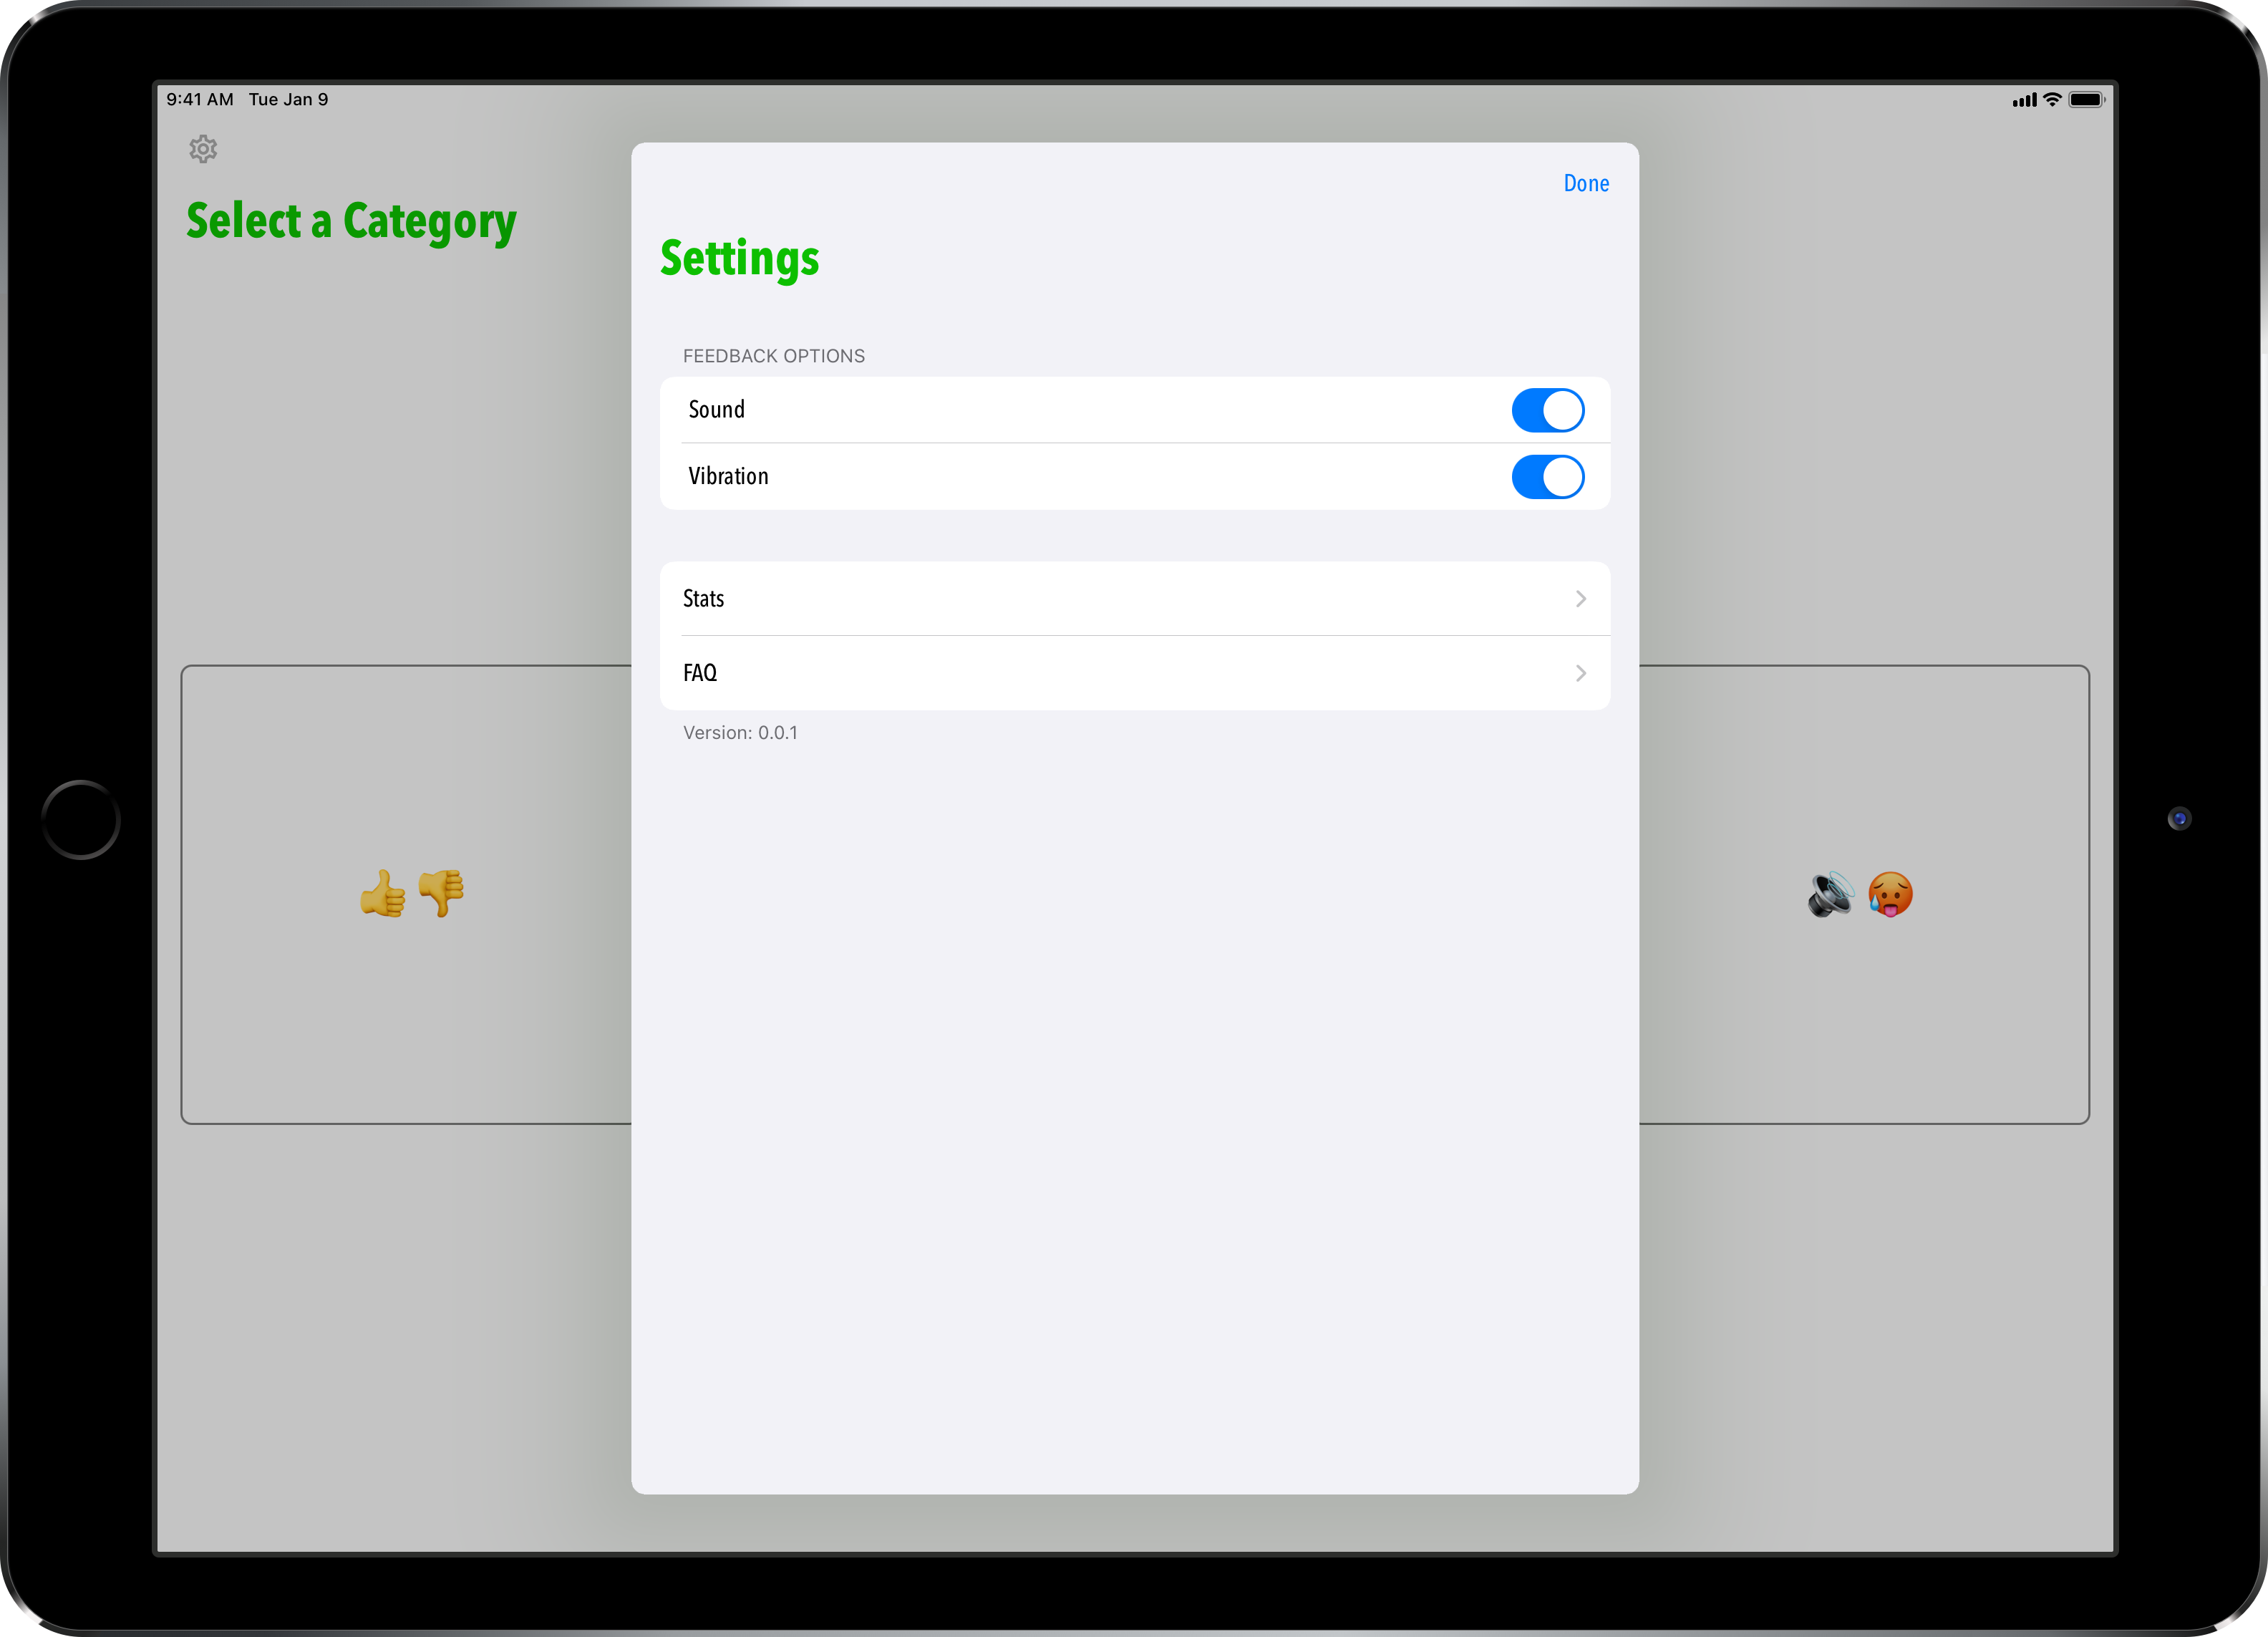 9:41 AM Tue Jan 9
Select a Category
Done
Settings
FEEDBACK OPTIONS
Sound
Vibration
Stats
FAQ
Version: 0.0.1